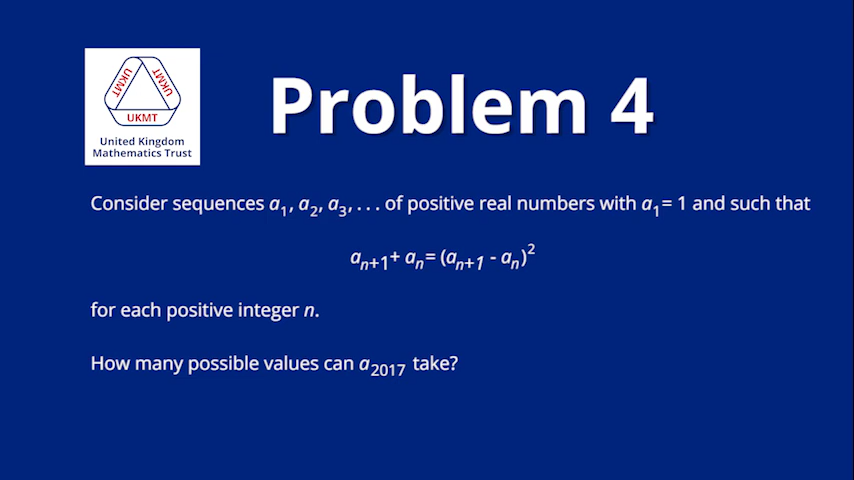 UKMT
UKMT
UKMT
United Kingdom
Mathematics Trust
Problem 4
Consider sequences a₁, a₂, a₃, . . . of positive real numbers with a₁= 1 and such that
aₙ₊₁+ aₙ= (aₙ₊₁ - aₙ)²
for each positive integer n.
How many possible values can a₂₀₁₇ take?